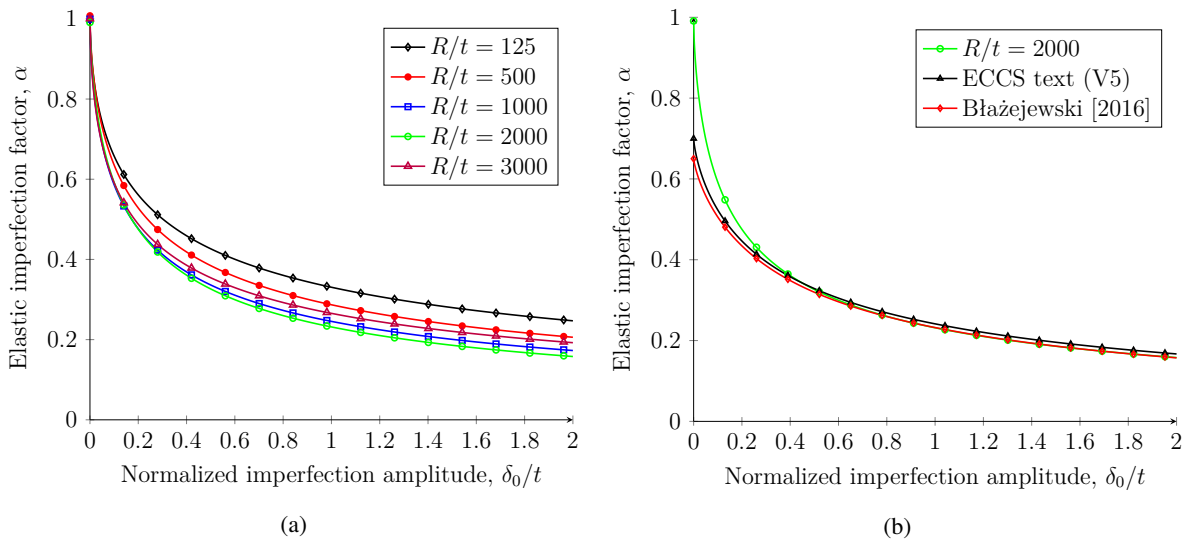 R/t = 125
R/t = 500
R/t = 1000
R/t = 2000
R/t = 3000
1
0.8
0.6
0.4
0.2
0
0 0.2 0.4 0.6 0.8 1 1.2 1.4 1.6 1.8 2
Elastic imperfection factor, α
Normalized imperfection amplitude, δ₀/t
(a)
R/t = 2000
ECCS text (V5)
Błażejewski [2016]
1
0.8
0.6
0.4
0.2
0
0 0.2 0.4 0.6 0.8 1 1.2 1.4 1.6 1.8 2
Elastic imperfection factor, α
Normalized imperfection amplitude, δ₀/t
(b)